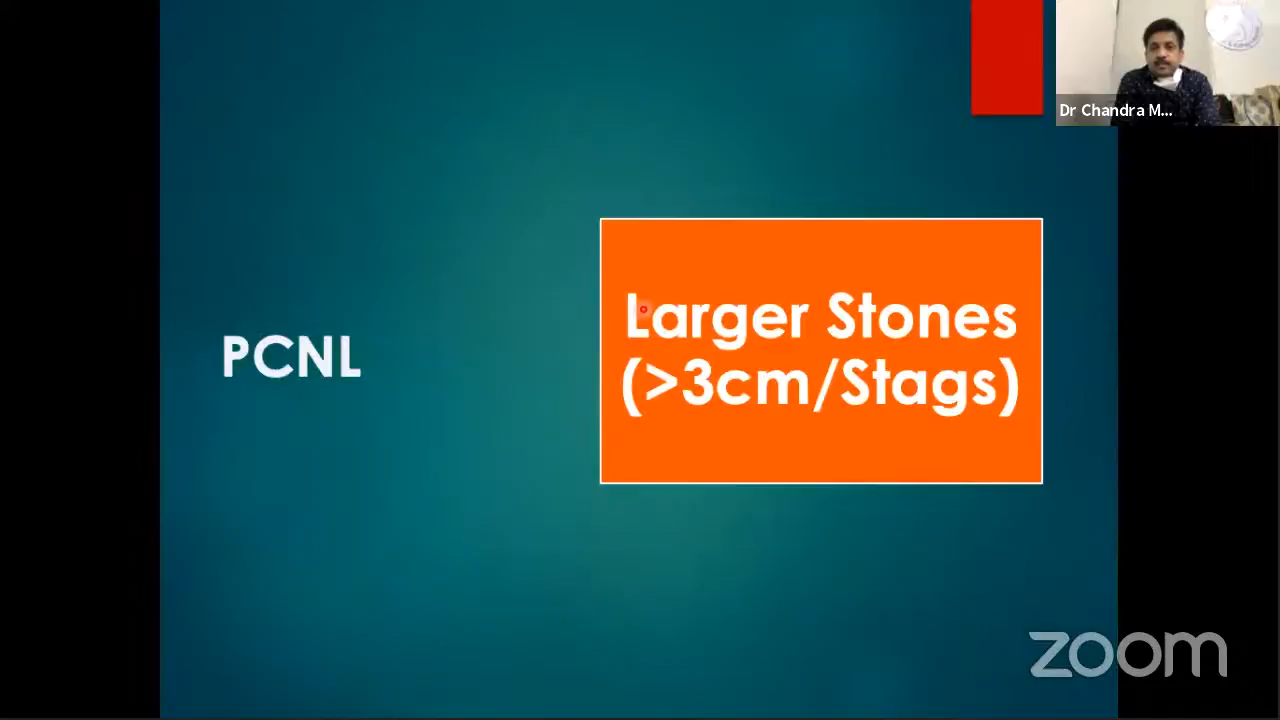 Dr Chandra M...
PCNL
Larger Stones
(>3cm/Stags)
zoom